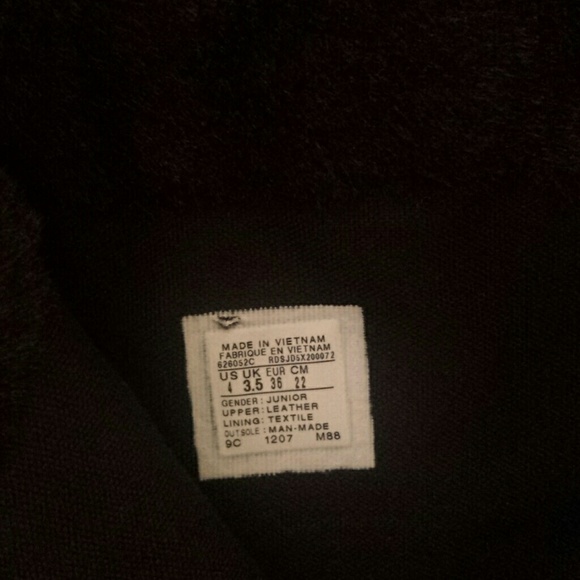 MADE IN VIETNAM
FABRIQUE EN VIETNAM
626052C RDSJD5X200072
US UK EUR CM
4 3.5 36 22
GENDER : JUNIOR
UPPER : LEATHER
LINING : TEXTILE
OUTSOLE : MAN-MADE
9C 1207 M88